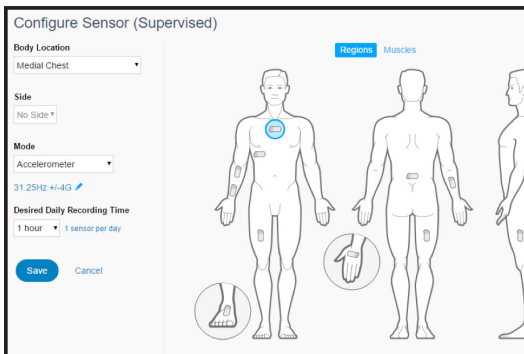 Configure Sensor (Supervised)
Body Location
Medial Chest
Side
No Side
Mode
Accelerometer
31.25Hz +/-4G
Desired Daily Recording Time
1 hour 1 sensor per day
Save Cancel
Regions Muscles